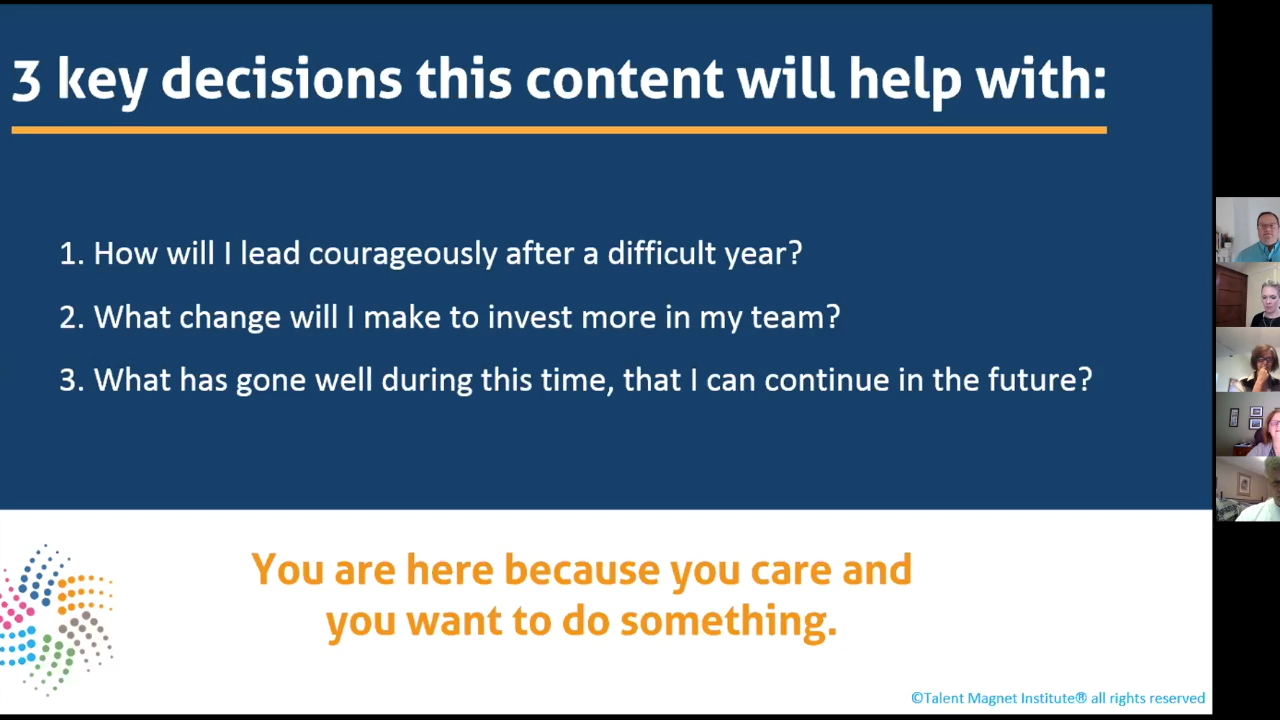 3 key decisions this content will help with:
1. How will I lead courageously after a difficult year?
2. What change will I make to invest more in my team?
3. What has gone well during this time, that I can continue in the future?
You are here because you care and
you want to do something.
©Talent Magnet Institute® all rights reserved